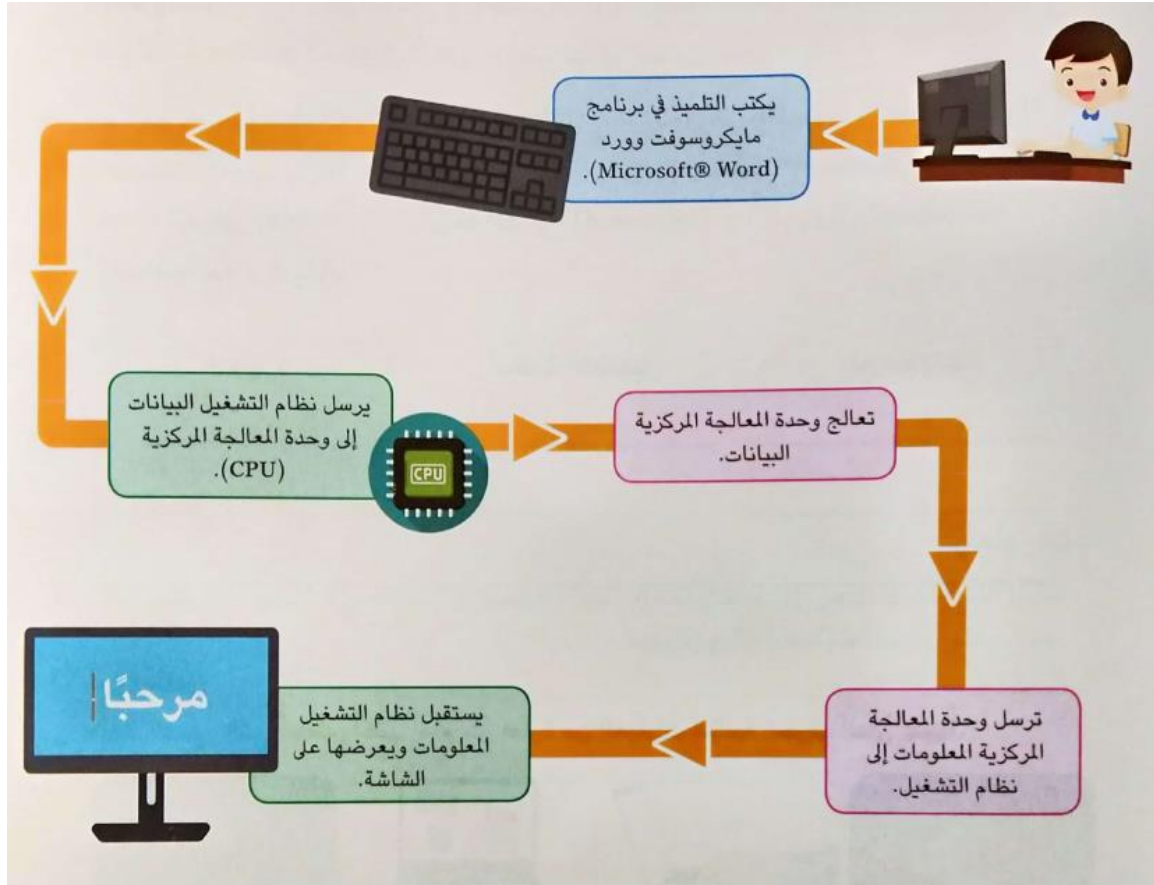 يكتب التلميذ في برنامج
مايكروسوفت وورد
(Microsoft® Word).
يرسل نظام التشغيل البيانات
إلى وحدة المعالجة المركزية
(CPU).
CPU
تعالج وحدة المعالجة المركزية
البيانات.
ترسل وحدة المعالجة
المركزية المعلومات إلى
نظام التشغيل.
يستقبل نظام التشغيل
المعلومات ويعرضها على
الشاشة.
مرحبًا